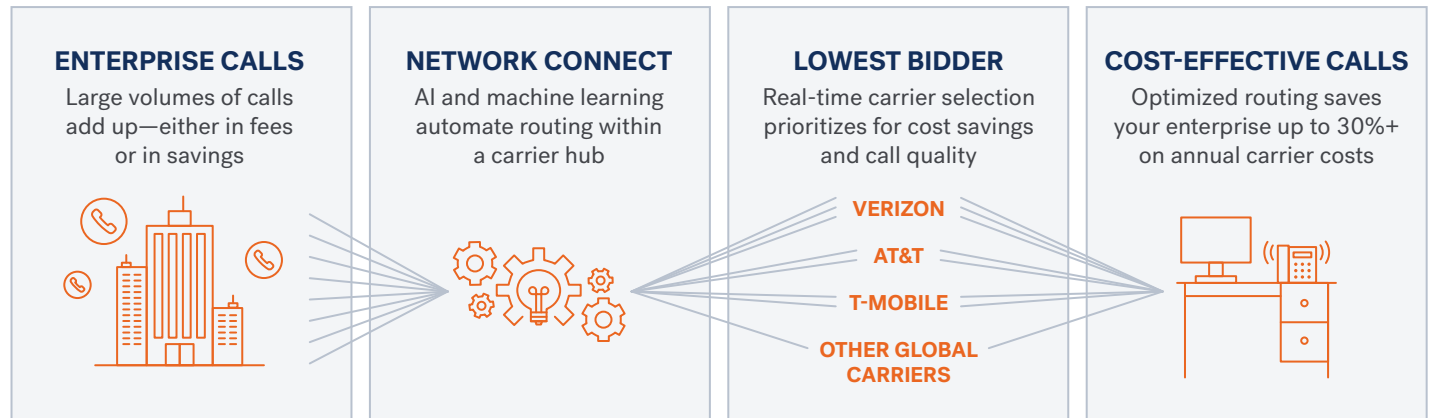 ENTERPRISE CALLS
Large volumes of calls
add up—either in fees
or in savings
NETWORK CONNECT
AI and machine learning
automate routing within
a carrier hub
LOWEST BIDDER
Real-time carrier selection
prioritizes for cost savings
and call quality
VERIZON
AT&T
T-MOBILE
OTHER GLOBAL
CARRIERS
COST-EFFECTIVE CALLS
Optimized routing saves
your enterprise up to 30%+
on annual carrier costs